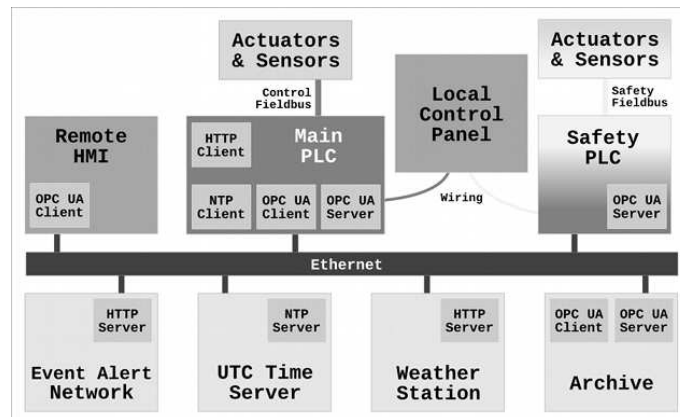 Actuators
& Sensors
Control
Fieldbus
Local
Control
Panel
Actuators
& Sensors
Safety
Fieldbus
Remote
HMI
OPC UA
Client
HTTP
Client
Main
PLC
NTP
Client
OPC UA
Client
OPC UA
Server
Wiring
Safety
PLC
OPC UA
Server
Ethernet
HTTP
Server
Event Alert
Network
NTP
Server
UTC Time
Server
HTTP
Server
Weather
Station
OPC UA
Client
OPC UA
Server
Archive